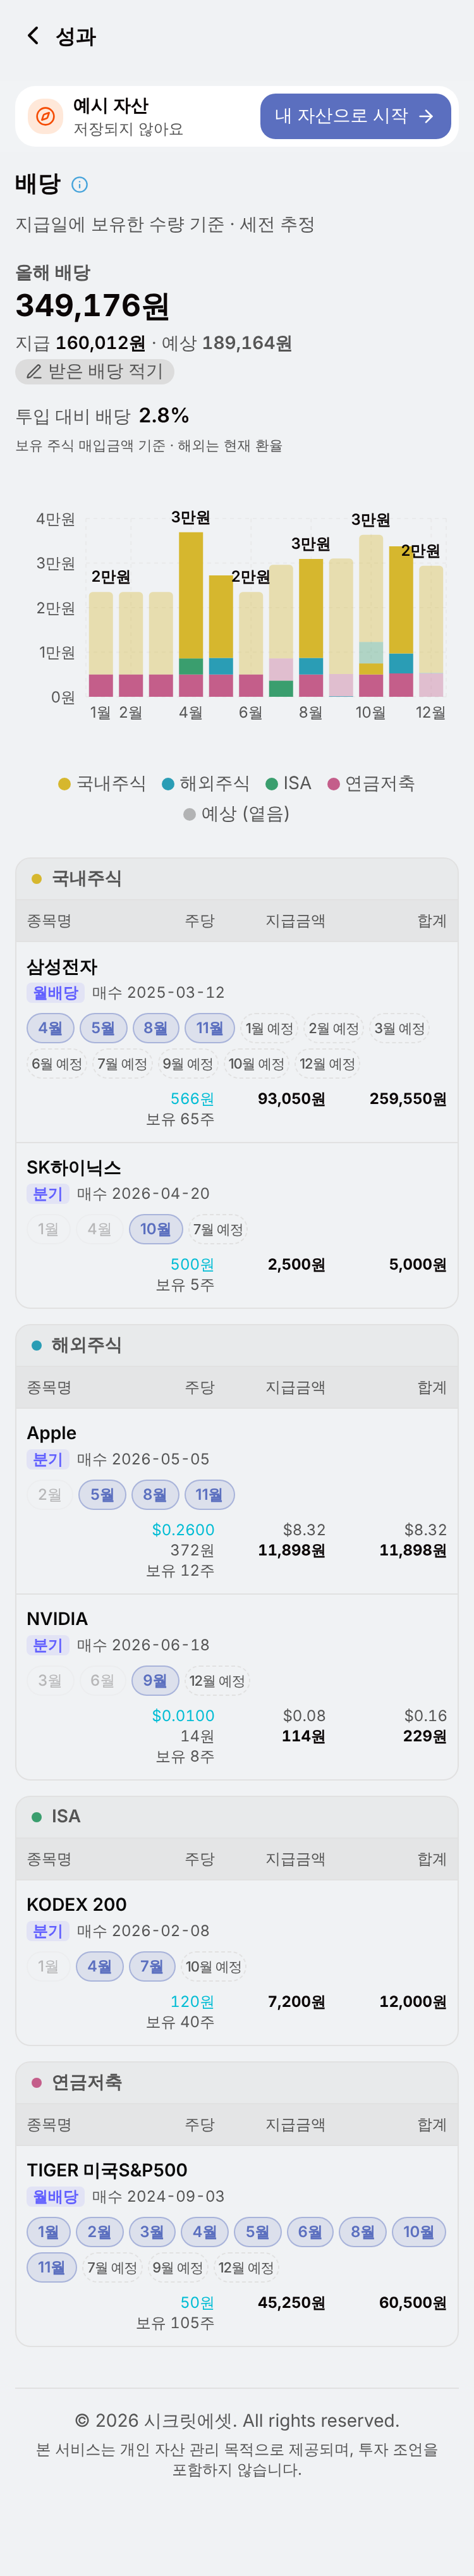 성과
예시 자산
저장되지 않아요
내 자산으로 시작 →
배당
지급일에 보유한 수량 기준 · 세전 추정
올해 배당
349,176원
지급 160,012원 · 예상 189,164원
받은 배당 적기
투입 대비 배당 2.8%
보유 주식 매입금액 기준 · 해외는 현재 환율
4만원
3만원
2만원
1만원
0원
2만원
3만원
2만원
3만원
3만원
2만원
1월 2월 4월 6월 8월 10월 12월
국내주식 해외주식 ISA 연금저축
예상 (옅음)
국내주식
종목명 주당 지급금액 합계
삼성전자
월배당 매수 2025-03-12
4월 5월 8월 11월 1월 예정 2월 예정 3월 예정
6월 예정 7월 예정 9월 예정 10월 예정 12월 예정
566원 93,050원 259,550원
보유 65주
SK하이닉스
분기 매수 2026-04-20
1월 4월 10월 7월 예정
500원 2,500원 5,000원
보유 5주
해외주식
종목명 주당 지급금액 합계
Apple
분기 매수 2026-05-05
2월 5월 8월 11월
$0.2600 $8.32 $8.32
372원 11,898원 11,898원
보유 12주
NVIDIA
분기 매수 2026-06-18
3월 6월 9월 12월 예정
$0.0100 $0.08 $0.16
14원 114원 229원
보유 8주
ISA
종목명 주당 지급금액 합계
KODEX 200
분기 매수 2026-02-08
1월 4월 7월 10월 예정
120원 7,200원 12,000원
보유 40주
연금저축
종목명 주당 지급금액 합계
TIGER 미국S&P500
월배당 매수 2024-09-03
1월 2월 3월 4월 5월 6월 8월 10월
11월 7월 예정 9월 예정 12월 예정
50원 45,250원 60,500원
보유 105주
© 2026 시크릿에셋. All rights reserved.
본 서비스는 개인 자산 관리 목적으로 제공되며, 투자 조언을
포함하지 않습니다.